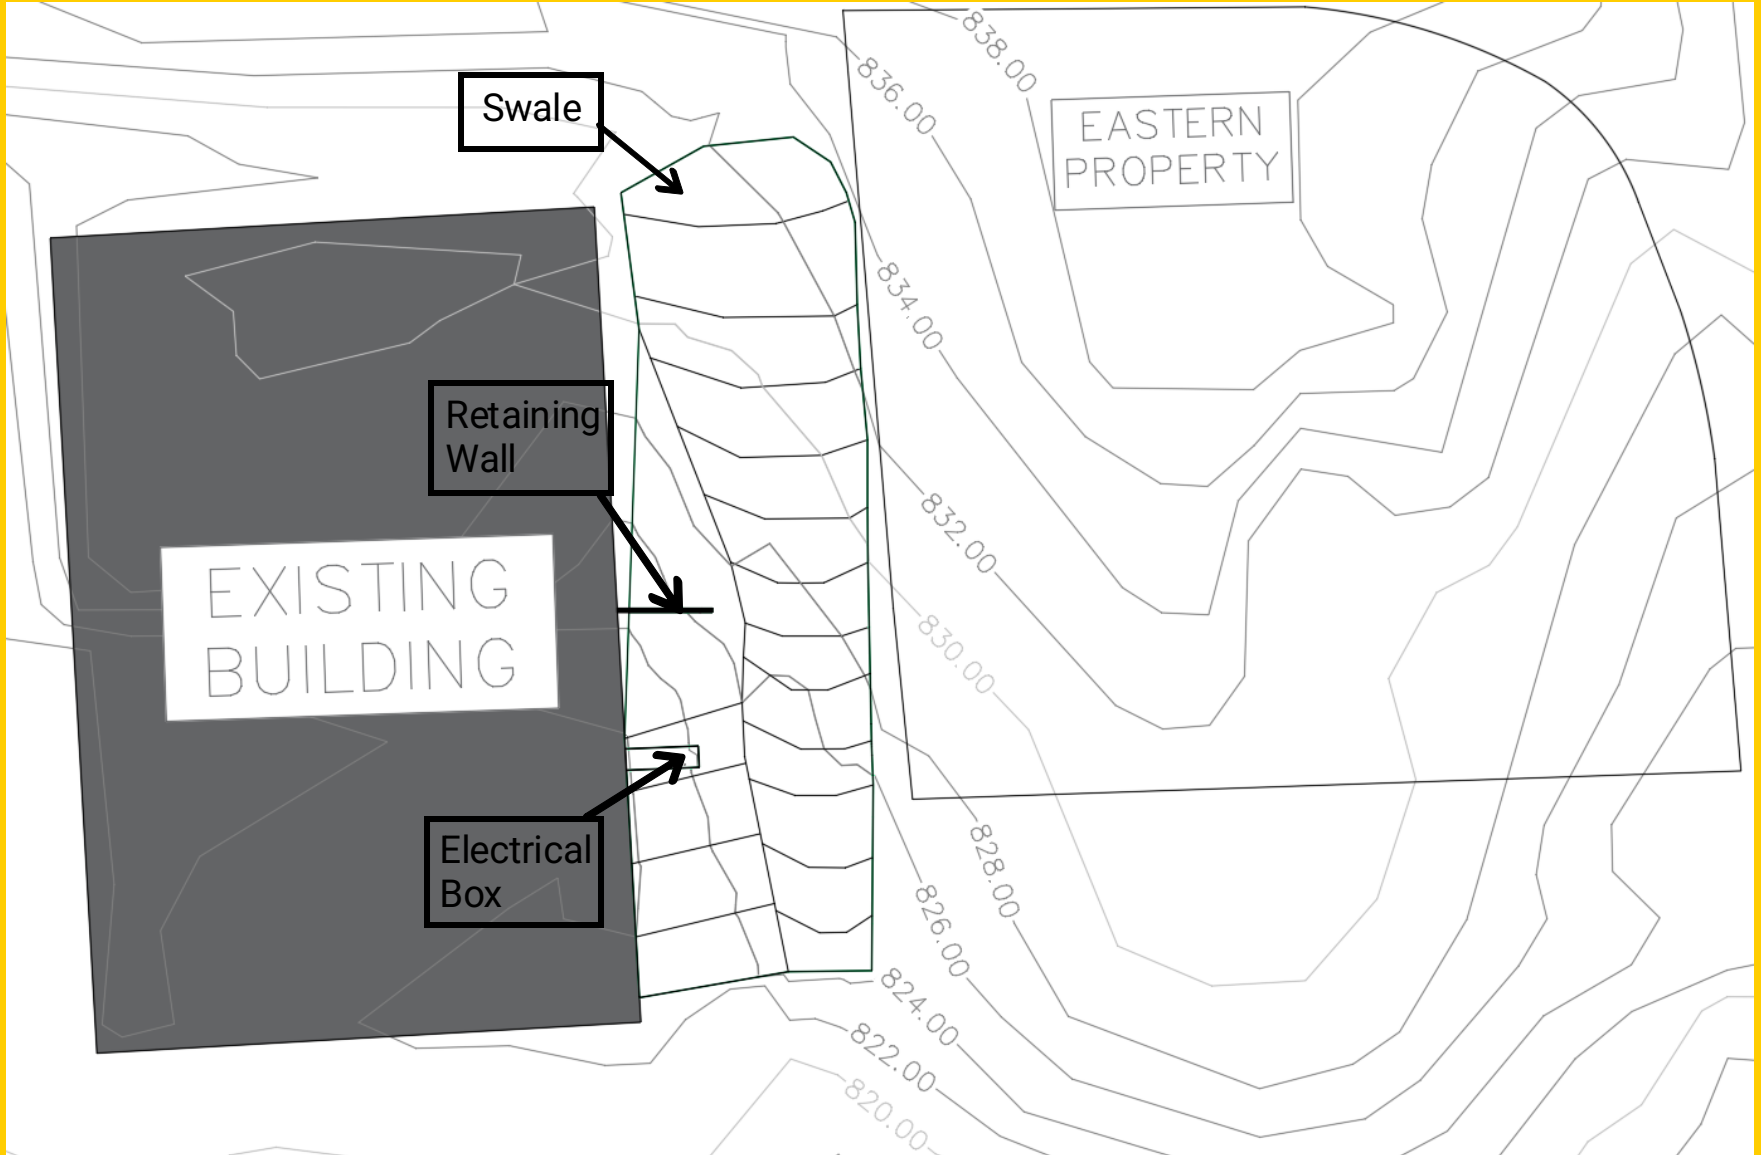 838.00
836.00
Swale
EASTERN
PROPERTY
834.00
Retaining
Wall
832.00
EXISTING
BUILDING
830.00
Electrical
Box
828.00
826.00
824.00
822.00
820.00